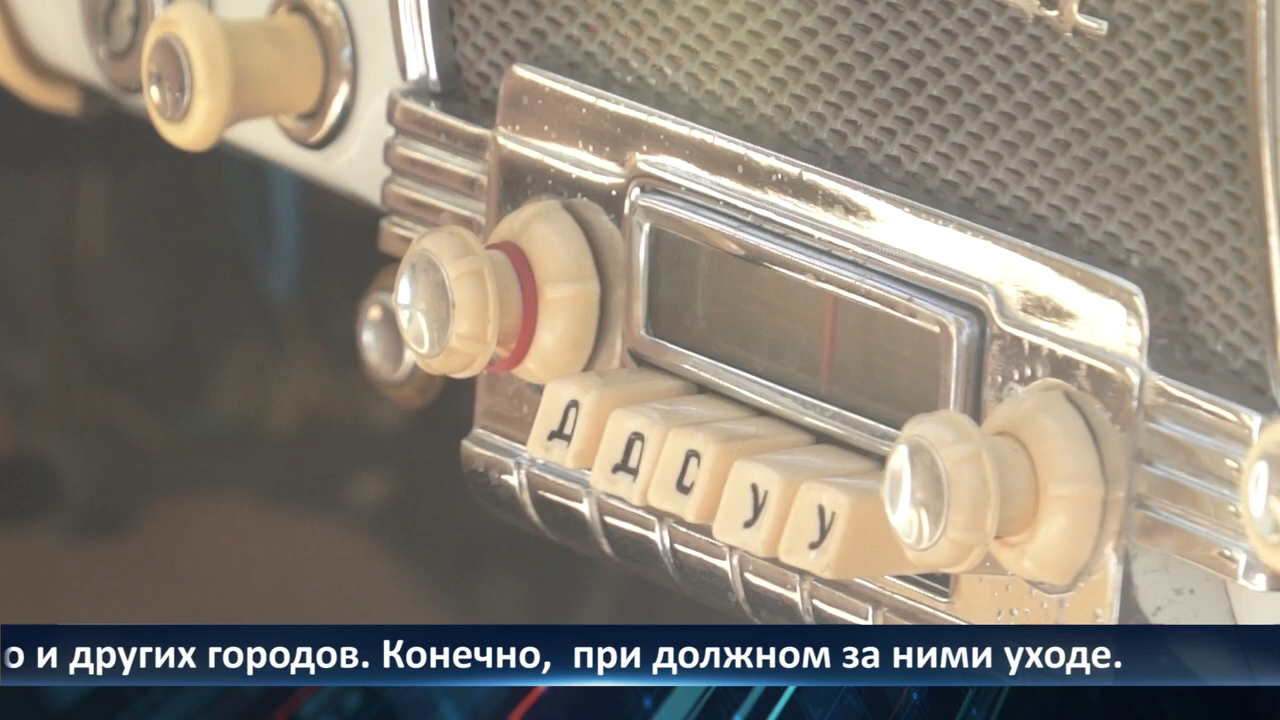 Д Д С У У
о и других городов. Конечно,  при должном за ними уходе.